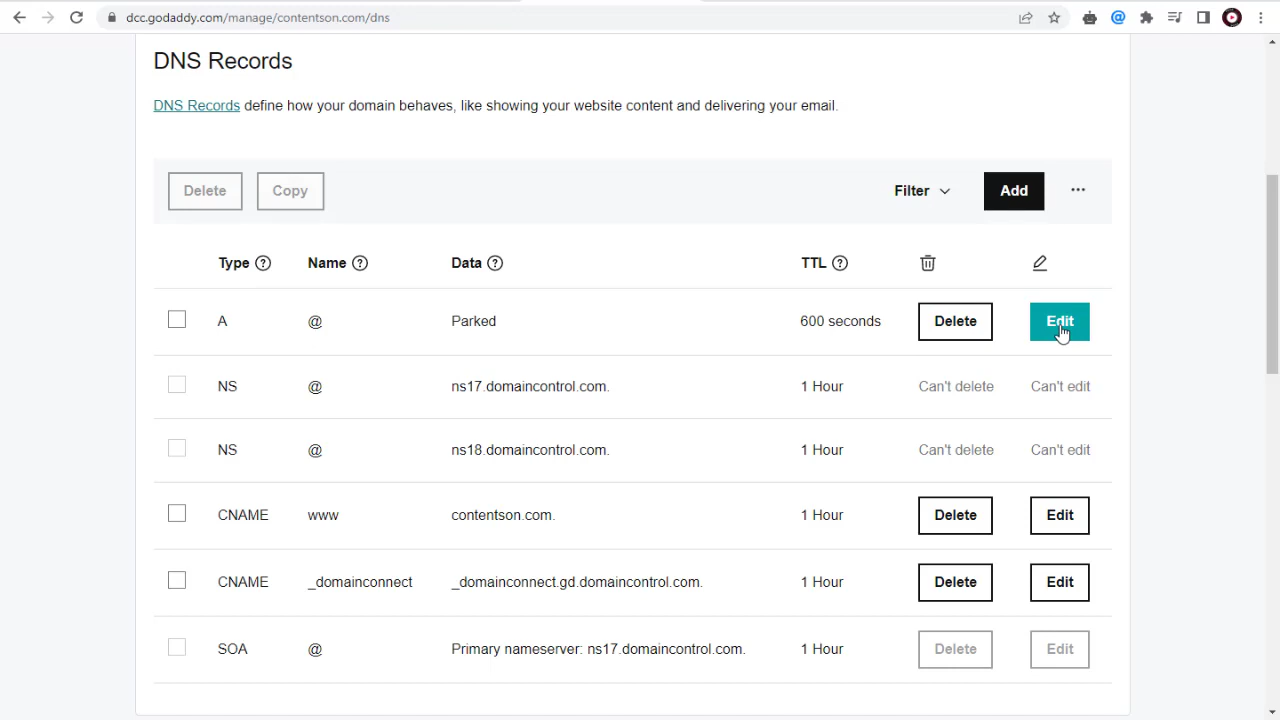 dcc.godaddy.com/manage/contentson.com/dns
DNS Records
DNS Records define how your domain behaves, like showing your website content and delivering your email.
Delete Copy Filter Add ...
Type ? Name ? Data ? TTL ?
A @ Parked 600 seconds Delete Edit
NS @ ns17.domaincontrol.com. 1 Hour Can't delete Can't edit
NS @ ns18.domaincontrol.com. 1 Hour Can't delete Can't edit
CNAME www contentson.com. 1 Hour Delete Edit
CNAME _domainconnect _domainconnect.gd.domaincontrol.com. 1 Hour Delete Edit
SOA @ Primary nameserver: ns17.domaincontrol.com. 1 Hour Delete Edit